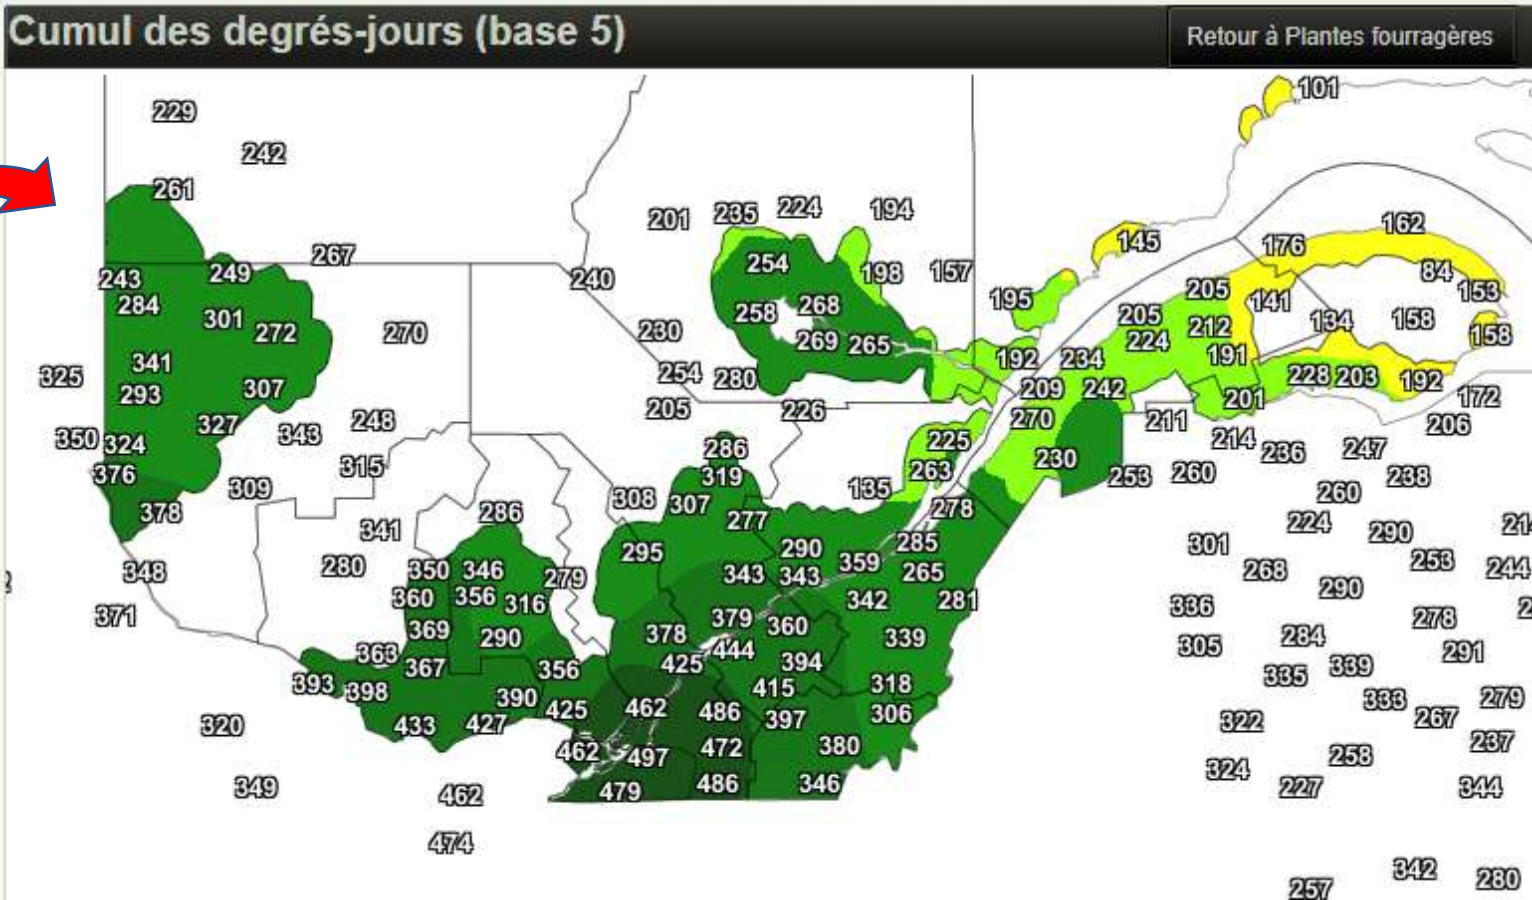 Cumul des degrés-jours (base 5) Retour à Plantes fourragères
101
229
242
261
201 235 224 194
162
145 176
267
243 249 240 254 198 157 84
284 195 205 141 153
301 272 270 230 258 268 205 212 134 158 158
341 269 265 224 191
325 293 307 254 280 192 234 228 203 192
248 205 226 209 242 201 172
350 324 327 343 286 225 270 211 214 206
376 315 319 263 230 253 260 236 247 238
309 308 307 135 278 260
378 286 277 224 290
341 295 290 285 301 253
348 280 350 346 279 343 343 359 265 268 244
360 356 316 342 281 336 290
371 369 290 378 379 360 339 305 284 278
363 367 356 425 444 394 335 339 291
393 398 390 415 318 333 279
320 433 427 425 462 486 397 306 322 267
462 497 472 380 258 237
349 462 479 486 346 324 227 344
474
342 280
257